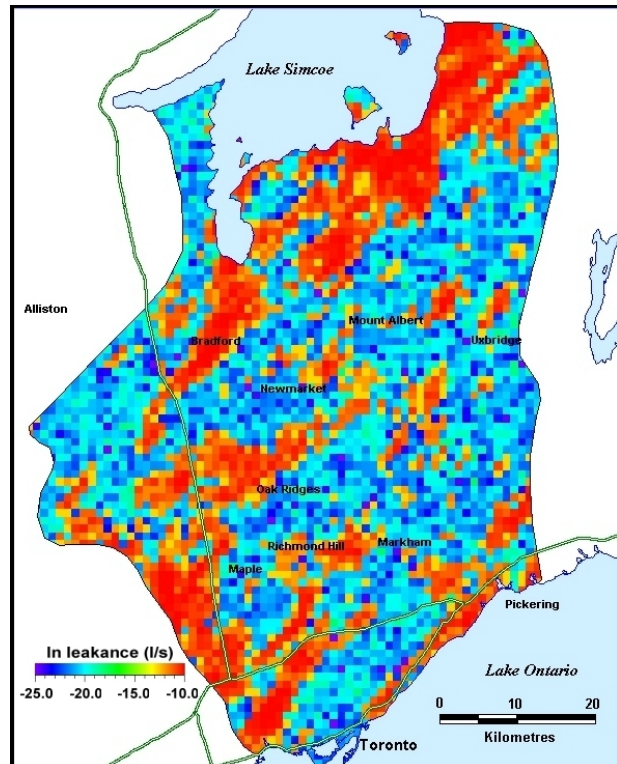 Lake Simcoe
Alliston
Mount Albert
Bradford
Uxbridge
Newmarket
Oak Ridges
Richmond Hill
Markham
Maple
Pickering
ln leakance (l/s)
-25.0 -20.0 -15.0 -10.0
Lake Ontario
0 10 20
Kilometres
Toronto